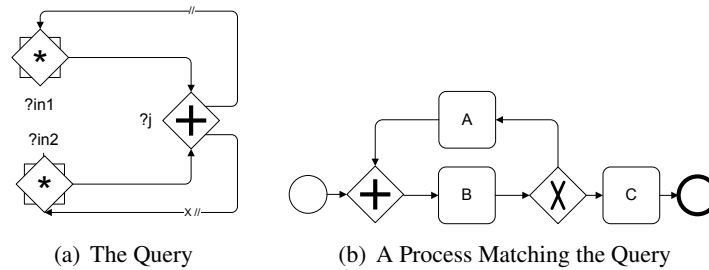 //
*
?in1
?j
+
?in2
*
X //
A
+
B
X
C
(a) The Query
(b) A Process Matching the Query